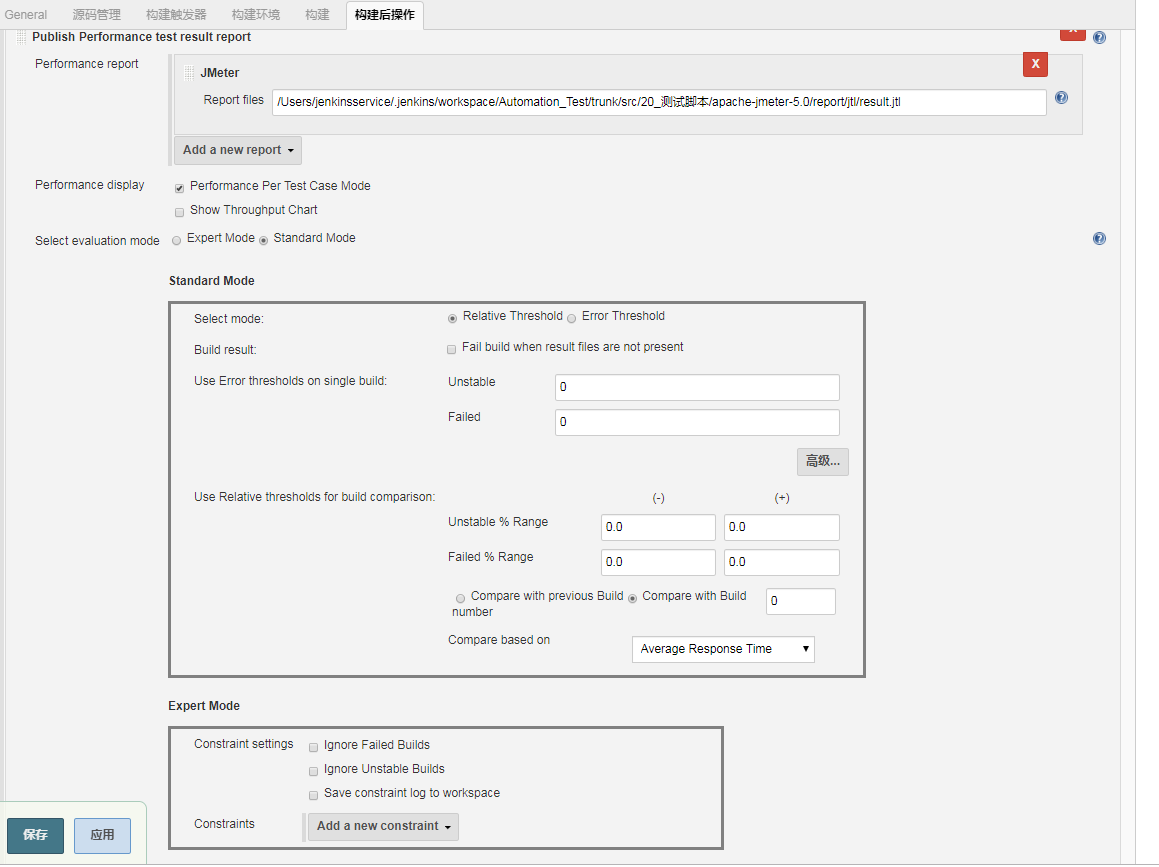 General 源码管理 构建触发器 构建环境 构建 构建后操作
Publish Performance test result report X ?
Performance report
JMeter X
Report files /Users/jenkinsservice/.jenkins/workspace/Automation_Test/trunk/src/20_测试脚本/apache-jmeter-5.0/report/jtl/result.jtl ?
Add a new report
Performance display Performance Per Test Case Mode
Show Throughput Chart
Select evaluation mode Expert Mode Standard Mode ?
Standard Mode
Select mode: Relative Threshold Error Threshold
Build result: Fail build when result files are not present
Use Error thresholds on single build: Unstable 0
Failed 0
高级...
Use Relative thresholds for build comparison: (-) (+)
Unstable % Range 0.0 0.0
Failed % Range 0.0 0.0
Compare with previous Build Compare with Build 0
number
Compare based on Average Response Time
Expert Mode
Constraint settings Ignore Failed Builds
Ignore Unstable Builds
Save constraint log to workspace
Constraints Add a new constraint
保存 应用